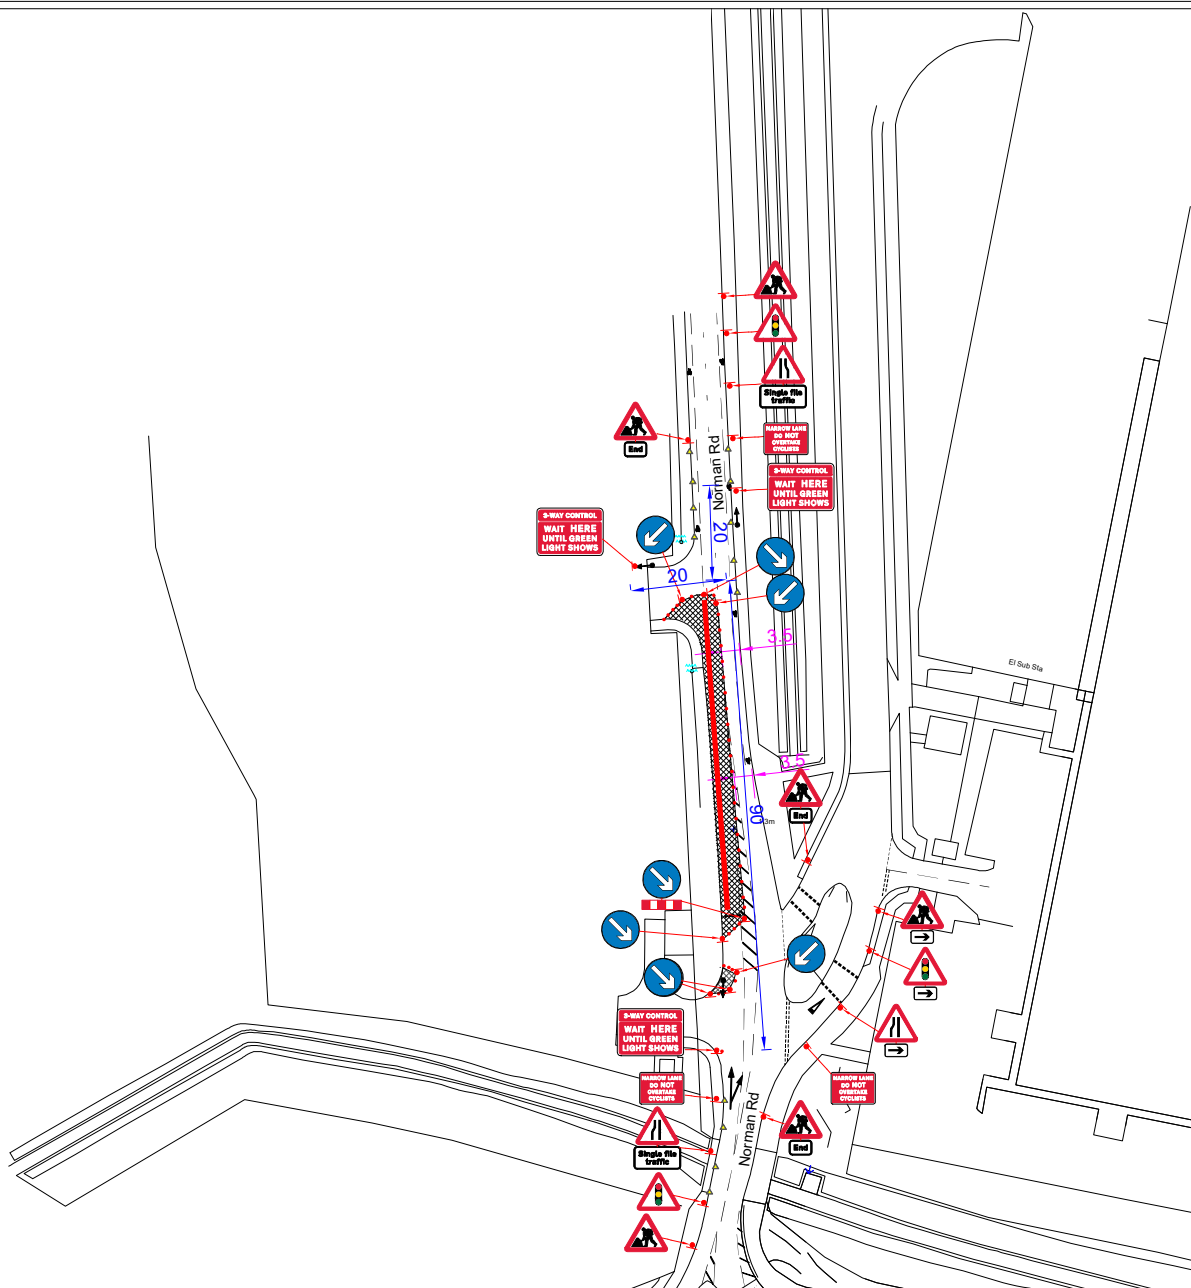 Single file
traffic
NARROW LANE
DO NOT
OVERTAKE
CYCLISTS
End
Norman Rd
3-WAY CONTROL
WAIT HERE
UNTIL GREEN
LIGHT SHOWS
3-WAY CONTROL
WAIT HERE
UNTIL GREEN
LIGHT SHOWS
20
20
3.5
El Sub Sta
3.5
End
90
3m
3-WAY CONTROL
WAIT HERE
UNTIL GREEN
LIGHT SHOWS
NARROW LANE
DO NOT
OVERTAKE
CYCLISTS
NARROW LANE
DO NOT
OVERTAKE
CYCLISTS
Norman Rd
End
Single file
traffic